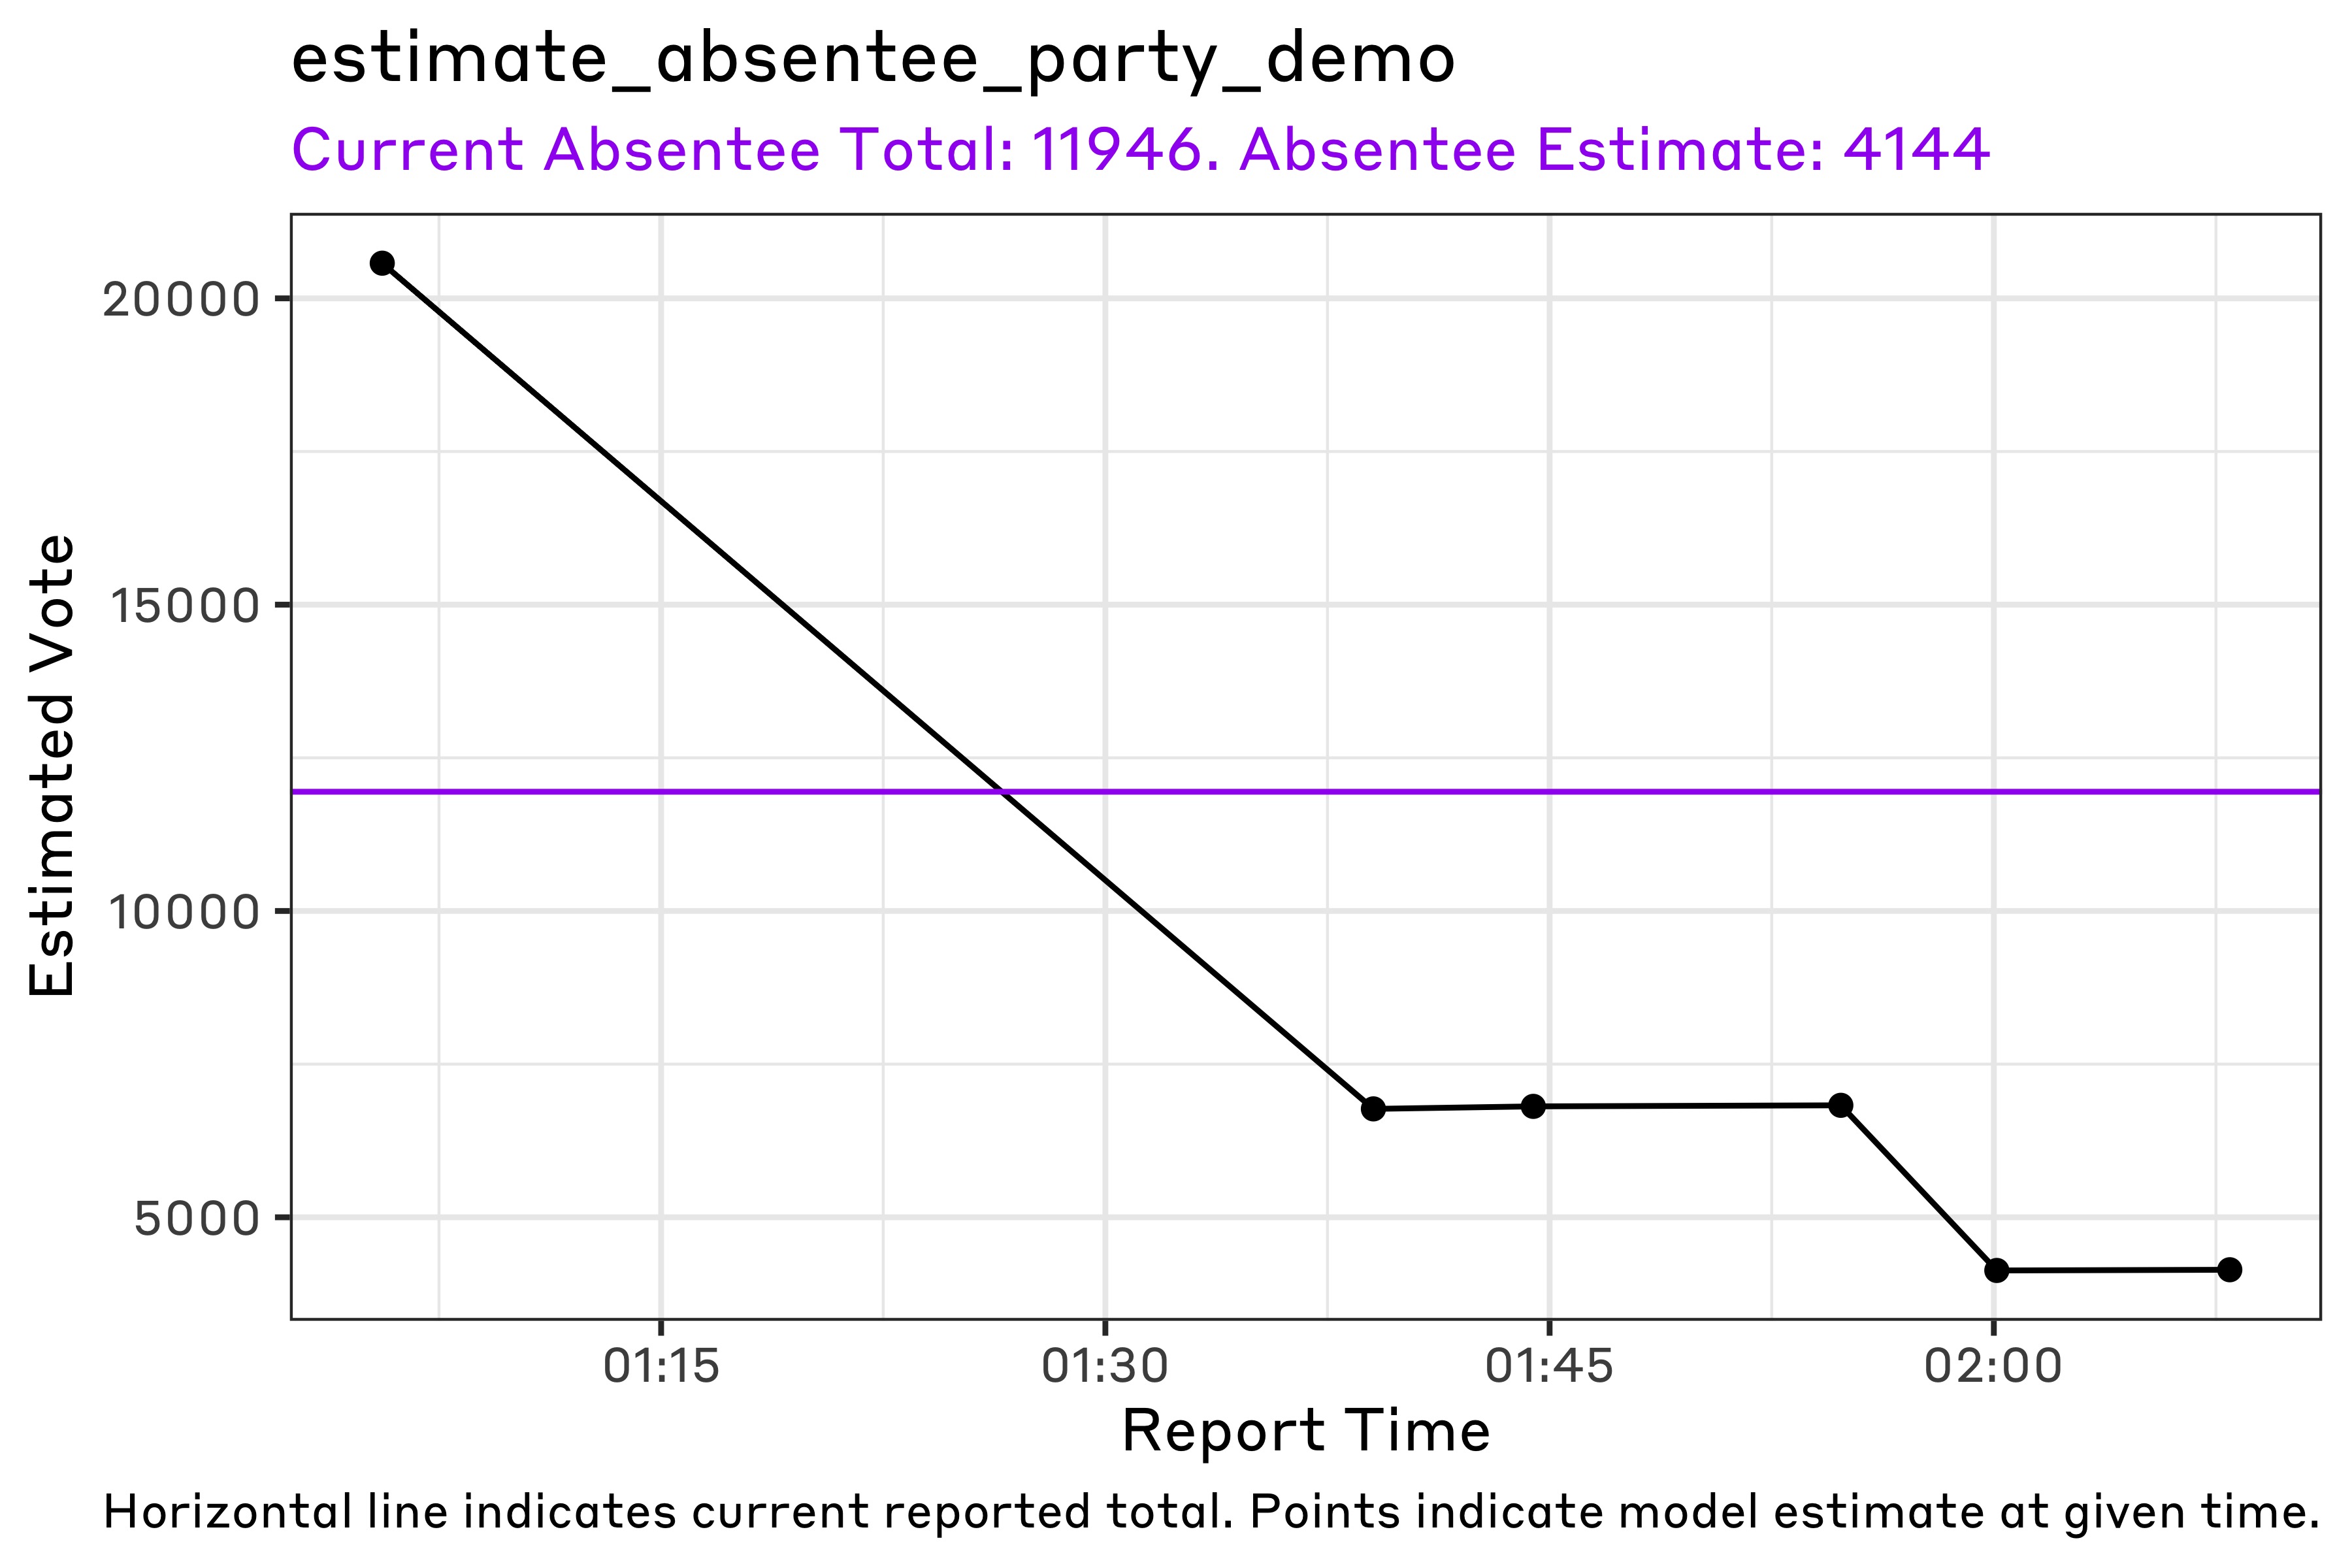 estimate_absentee_party_demo
Current Absentee Total: 11946. Absentee Estimate: 4144
Estimated Vote
20000
15000
10000
5000
01:15 01:30 01:45 02:00
Report Time
Horizontal line indicates current reported total. Points indicate model estimate at given time.